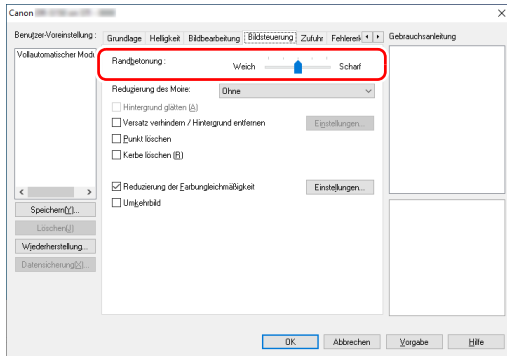 Canon
Benutzer-Voreinstellung :
Vollautomatischer Modu
Speichern(Y)...
Löschen(J)
Wiederherstellung...
Datensicherung(X)...
Grundlage Helligkeit Bildbearbeitung Bildsteuerung Zufuhr Fehlererk
Randbetonung :
Weich Scharf
Reduzierung des Moire: Ohne
Hintergrund glätten (A)
Versatz verhindern / Hintergrund entfernen Einstellungen...
Punkt löschen
Kerbe löschen (R)
Reduzierung der Farbungleichmäßigkeit Einstellungen...
Umkehrbild
Gebrauchsanleitung
OK Abbrechen Vorgabe Hilfe